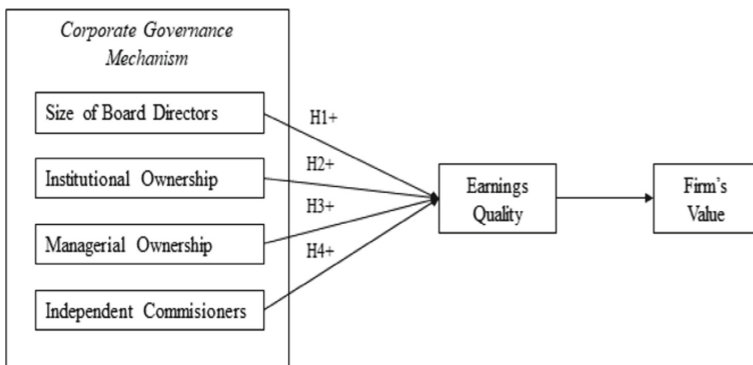 Corporate Governance
Mechanism
Size of Board Directors
H1+
Institutional Ownership
H2+
H3+
Managerial Ownership
H4+
Independent Commisioners
Earnings
Quality
Firm's
Value